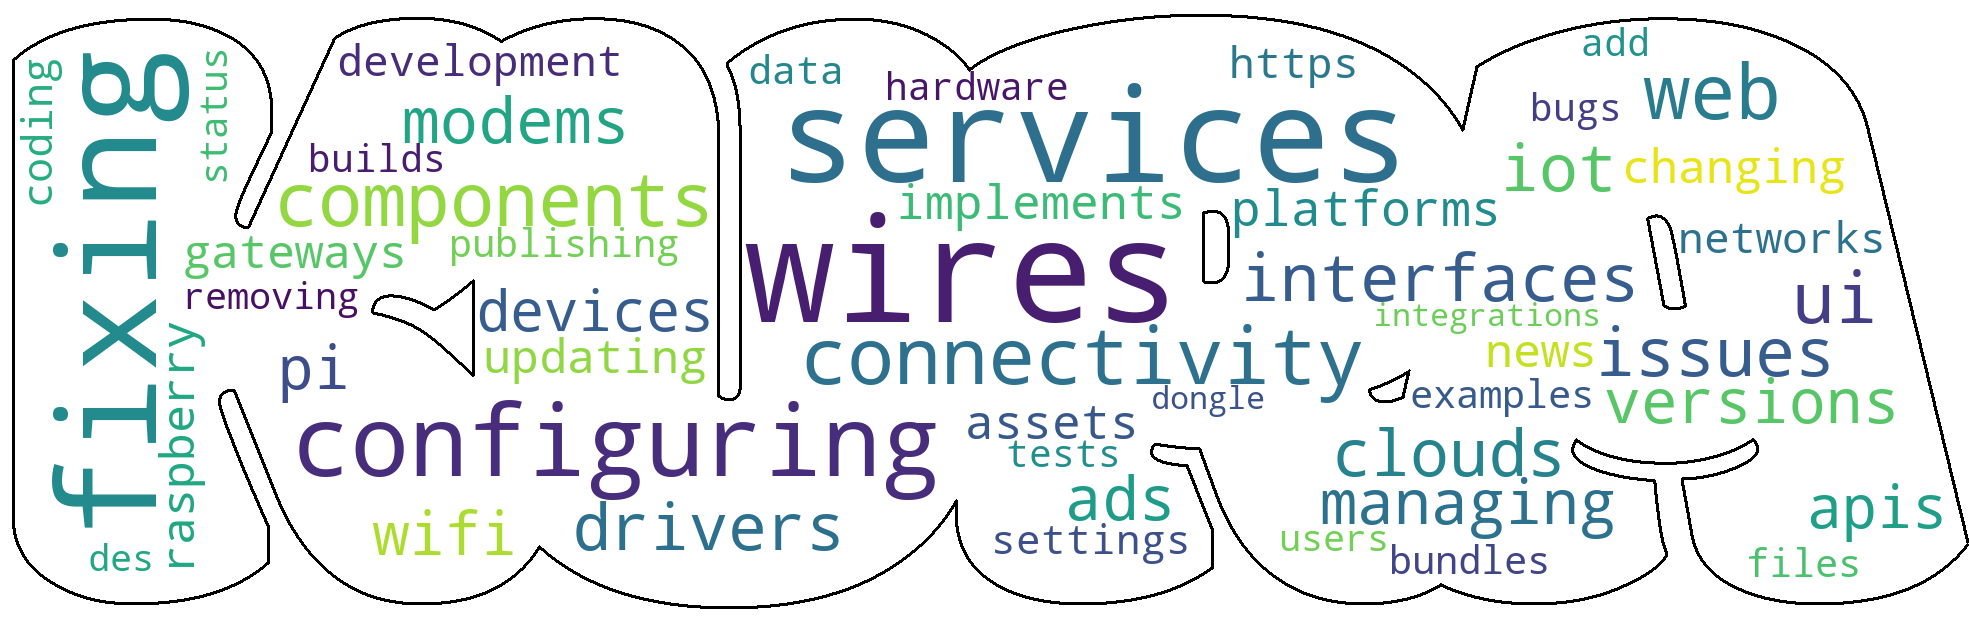 coding
fixing
status
raspberry
des
development
modems
builds
components
gateways
publishing
removing
devices
updating
pi
configuring
wifi
drivers
data
hardware
https
services
implements
platforms
wires
interfaces
integrations
connectivity
news
dongle
examples
assets
tests
ads
settings
clouds
managing
users
bundles
add
web
bugs
iot
changing
networks
ui
issues
versions
apis
files